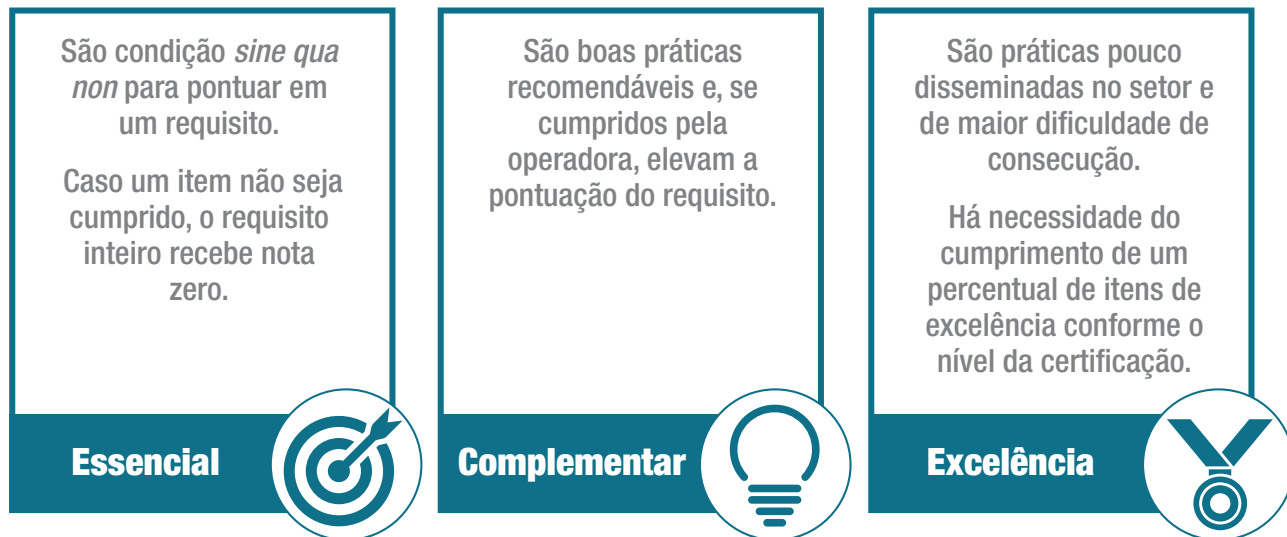 São condição sine qua
non para pontuar em
um requisito.
Caso um item não seja
cumprido, o requisito
inteiro recebe nota
zero.
Essencial
São boas práticas
recomendáveis e, se
cumpridos pela
operadora, elevam a
pontuação do requisito.
Complementar
São práticas pouco
disseminadas no setor e
de maior dificuldade de
consecução.
Há necessidade do
cumprimento de um
percentual de itens de
excelência conforme o
nível da certificação.
Excelência